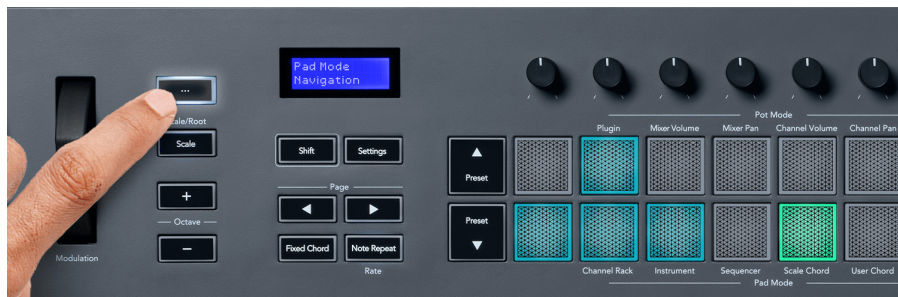 Pad Mode
Navigation
...
ale/Root
Scale
+
Octave
−
Modulation
Shift
Settings
Page
Fixed Chord
Note Repeat
Rate
Preset
Preset
Pot Mode
Plugin
Mixer Volume
Mixer Pan
Channel Volume
Channel Pan
Channel Rack
Instrument
Sequencer
Scale Chord
User Chord
Pad Mode